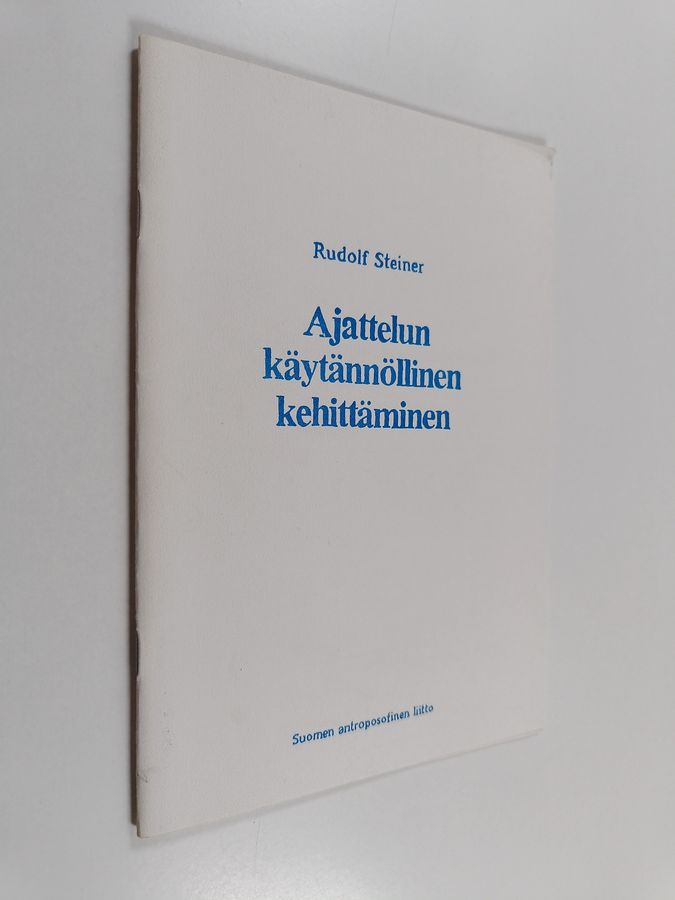 Rudolf Steiner
Ajattelun
käytännöllinen
kehittäminen
Suomen antroposofinen liitto